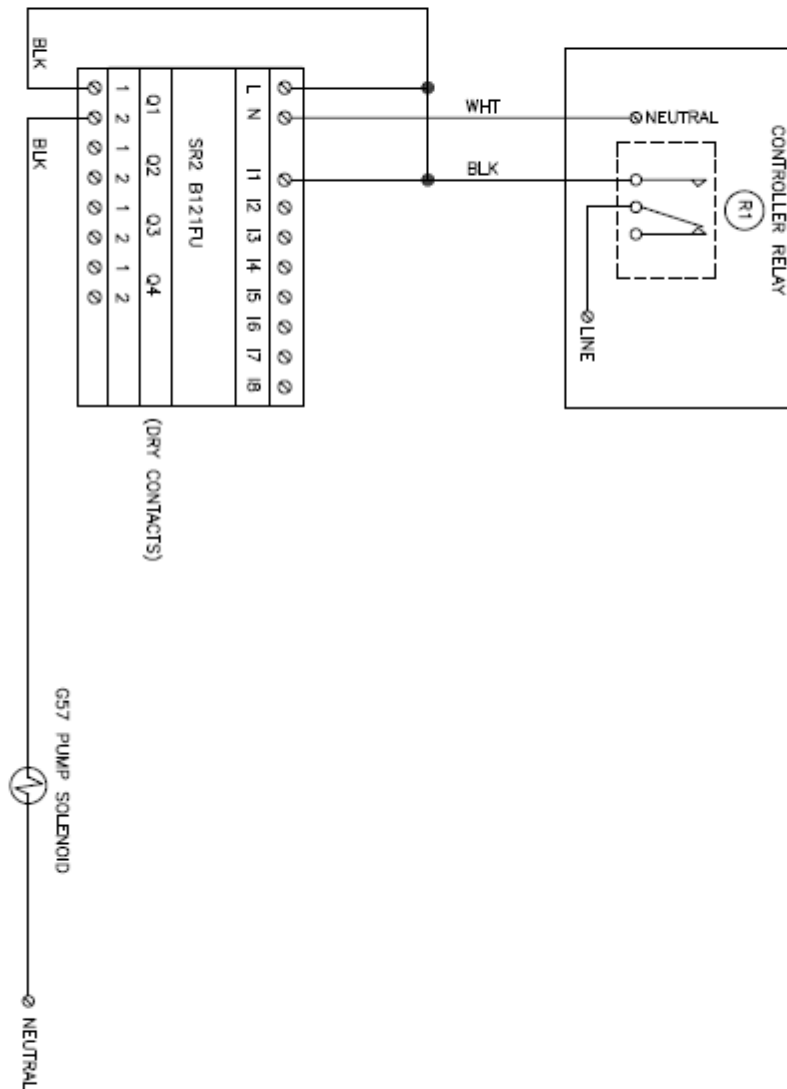 BLK
BLK
1
2
1
2
1
2
1
2
Q1
Q2
Q3
Q4
SR2 B121FU
L
N
I1
I2
I3
I4
I5
I6
I7
I8
(DRY CONTACTS)
WHT
BLK
NEUTRAL
R1
CONTROLLER RELAY
LINE
G57 PUMP SOLENOID
NEUTRAL